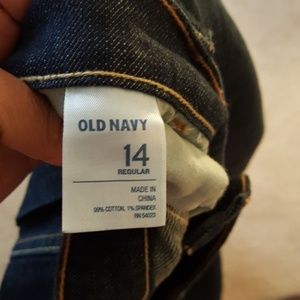 OLD NAVY
14
REGULAR
MADE IN
CHINA
99% COTTON, 1% SPANDEX
RN 54023